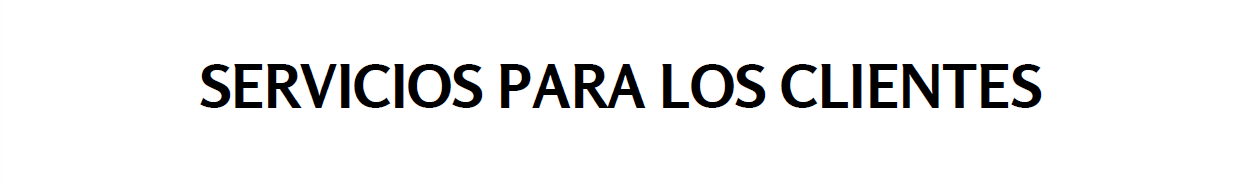 SERVICIOS PARA LOS CLIENTES